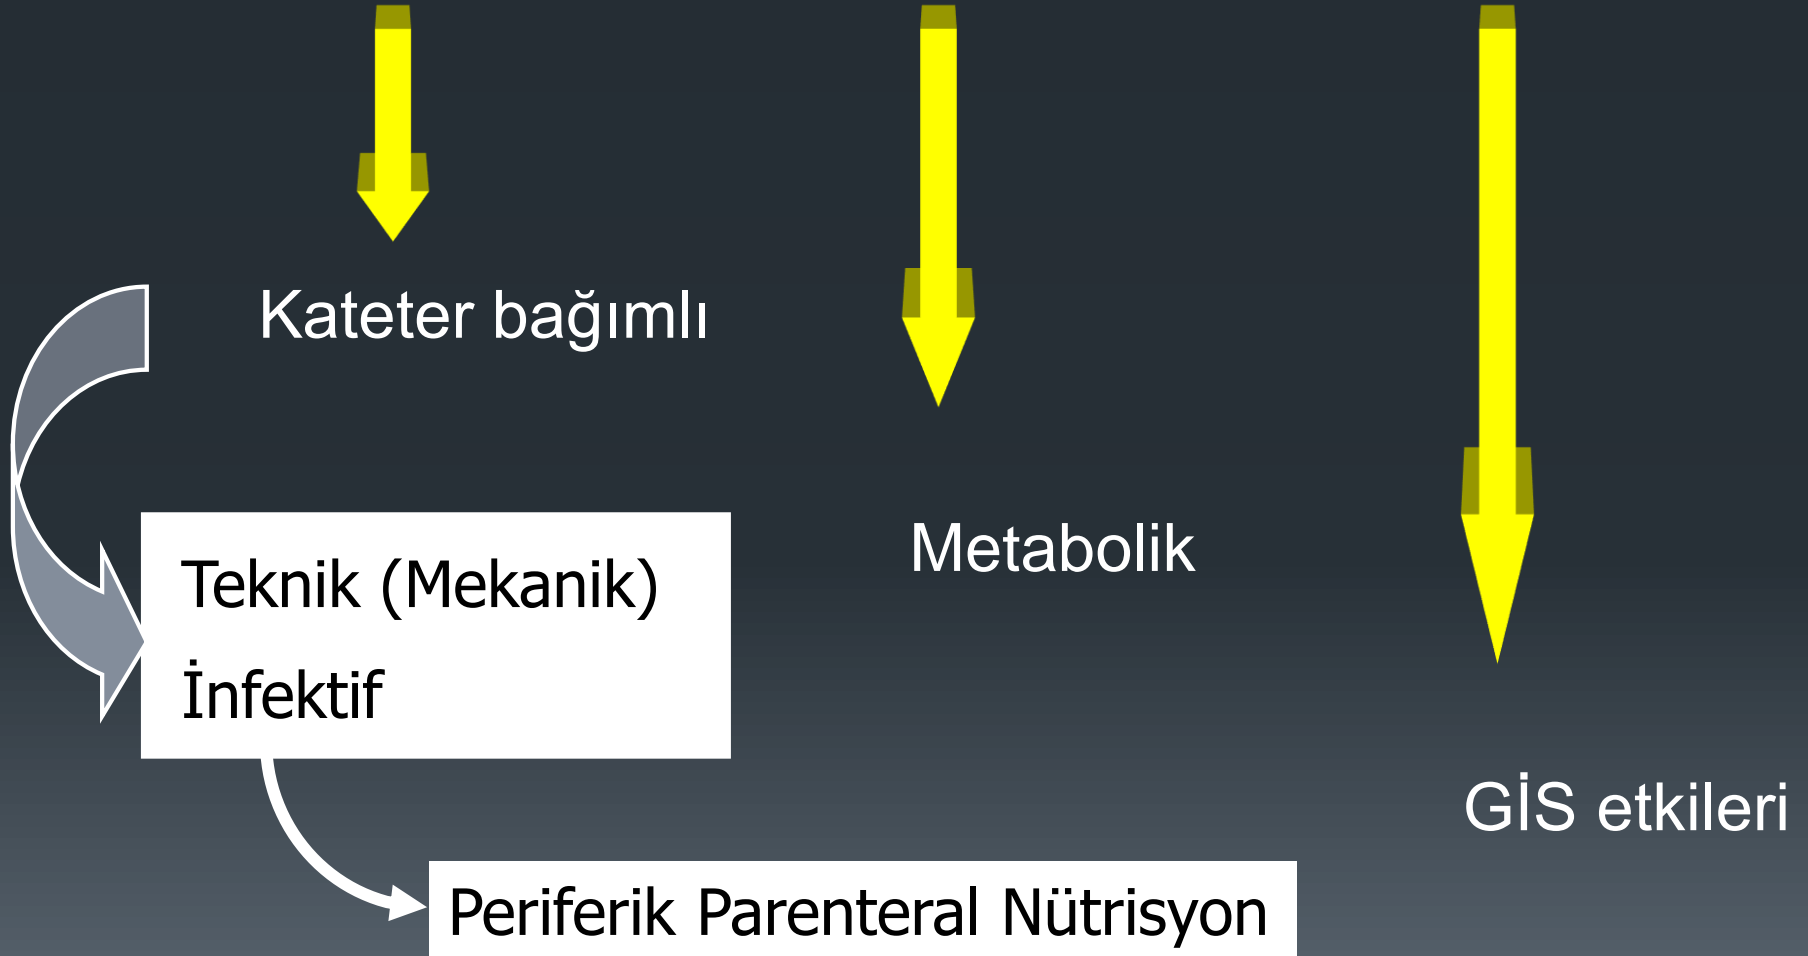 Kateter bağımlı
Metabolik
Teknik (Mekanik)
İnfektif
GİS etkileri
Periferik Parenteral Nütrisyon